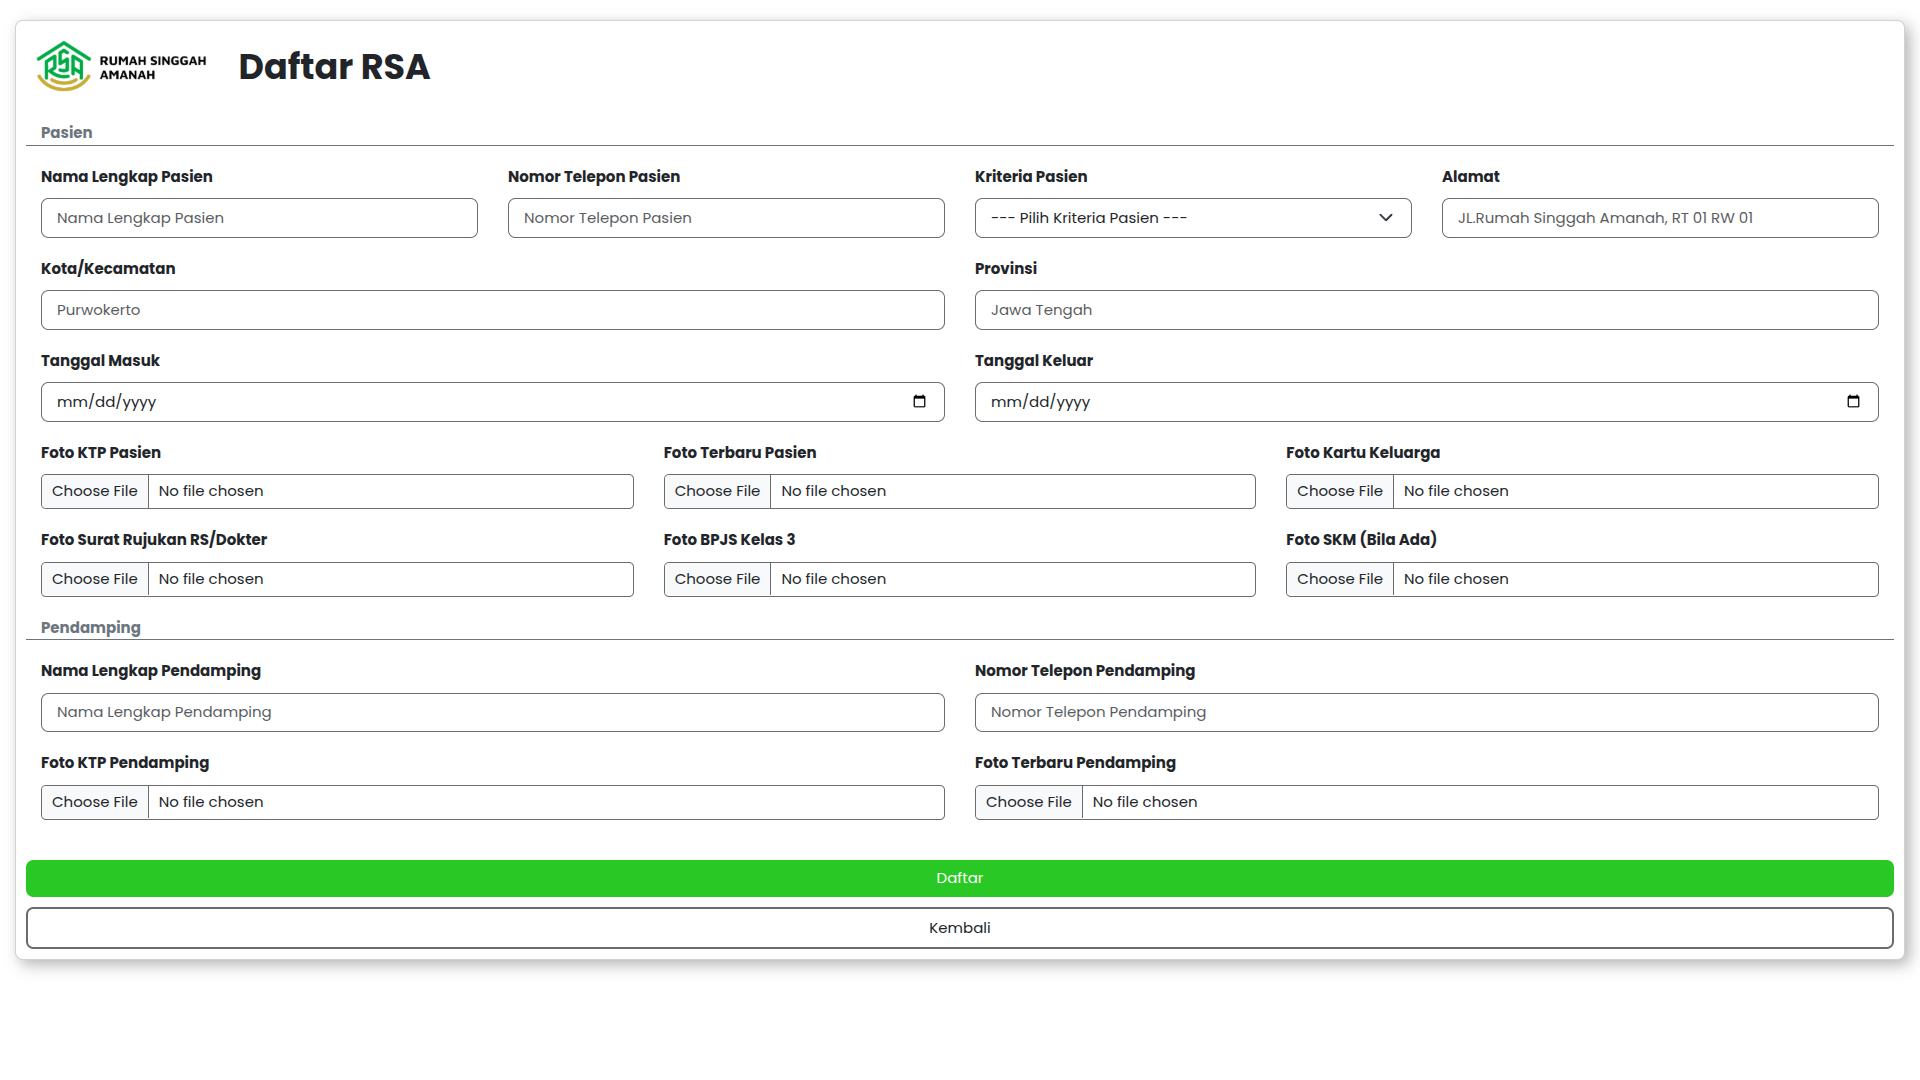 RUMAH SINGGAH
AMANAH
Daftar RSA
Pasien
Nama Lengkap Pasien
Nomor Telepon Pasien
Kriteria Pasien
Alamat
Nama Lengkap Pasien
Nomor Telepon Pasien
--- Pilih Kriteria Pasien ---
JL.Rumah Singgah Amanah, RT 01 RW 01
Kota/Kecamatan
Provinsi
Purwokerto
Jawa Tengah
Tanggal Masuk
Tanggal Keluar
mm/dd/yyyy
mm/dd/yyyy
Foto KTP Pasien
Foto Terbaru Pasien
Foto Kartu Keluarga
Choose File No file chosen
Choose File No file chosen
Choose File No file chosen
Foto Surat Rujukan RS/Dokter
Foto BPJS Kelas 3
Foto SKM (Bila Ada)
Choose File No file chosen
Choose File No file chosen
Choose File No file chosen
Pendamping
Nama Lengkap Pendamping
Nomor Telepon Pendamping
Nama Lengkap Pendamping
Nomor Telepon Pendamping
Foto KTP Pendamping
Foto Terbaru Pendamping
Choose File No file chosen
Choose File No file chosen
Daftar
Kembali